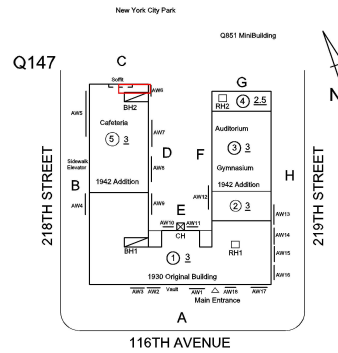 New York City Park
Q851 MiniBuilding
Q147
C
N
Soffit
AW6
BH2
G
RH2
4 2.5
AW5
Cafeteria
5 3
AW7
Auditorium
3 3
D
F
Sidewalk
Elevator
AW8
Gymnasium
H
B
1942 Addition
1942 Addition
AW4
AW9
AW12
2 3
218TH STREET
219TH STREET
E
AW10 AW11
AW13
CH
AW14
BH1
RH1
1 3
AW15
1930 Original Building
AW16
AW3 AW2 Vault AW1 AW18 AW17
Main Entrance
A
116TH AVENUE